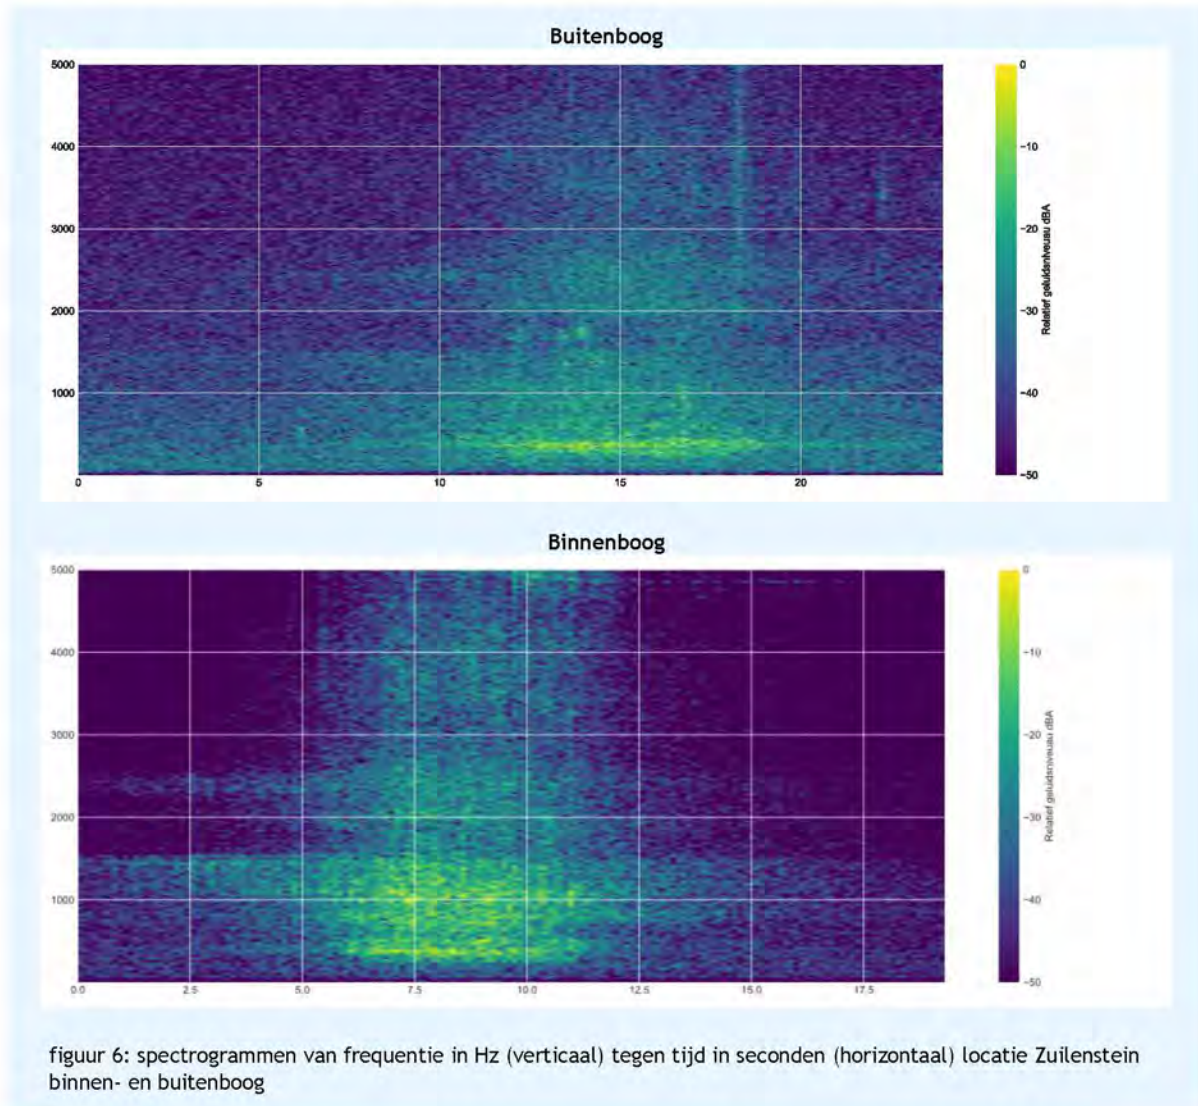 Buitenboog
5000
4000
3000
2000
1000
0 5 10 15 20
0
-10
-20
-30
-40
-50
Relatief geluidsniveuau dBA
Binnenboog
5000
4000
3000
2000
1000
0.0 2.5 5.0 7.5 10.0 12.5 15.0 17.5
0
-10
-20
-30
-40
-50
Relatief geluidsniveuau dBA
figuur 6: spectrogrammen van frequentie in Hz (verticaal) tegen tijd in seconden (horizontaal) locatie Zuilenstein
binnen- en buitenboog